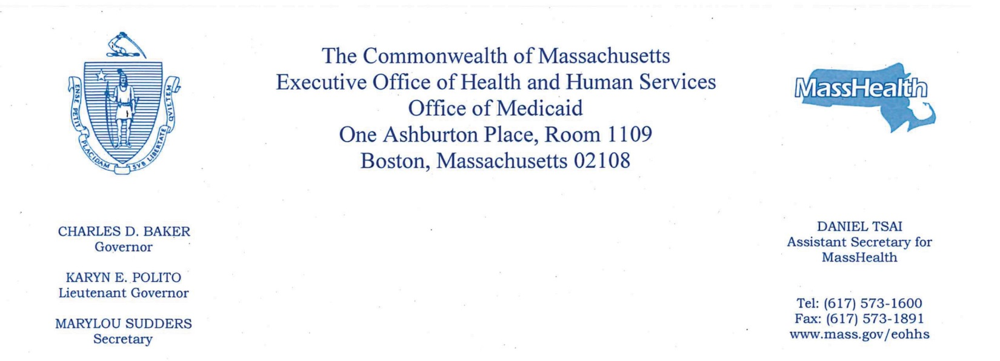 ENSE PETIT PLACIDAM SVB LIBERTATE QVIETEM
The Commonwealth of Massachusetts
Executive Office of Health and Human Services
Office of Medicaid
One Ashburton Place, Room 1109
Boston, Massachusetts 02108
MassHealth
CHARLES D. BAKER
Governor
KARYN E. POLITO
Lieutenant Governor
MARYLOU SUDDERS
Secretary
DANIEL TSAI
Assistant Secretary for
MassHealth
Tel: (617) 573-1600
Fax: (617) 573-1891
www.mass.gov/eohhs